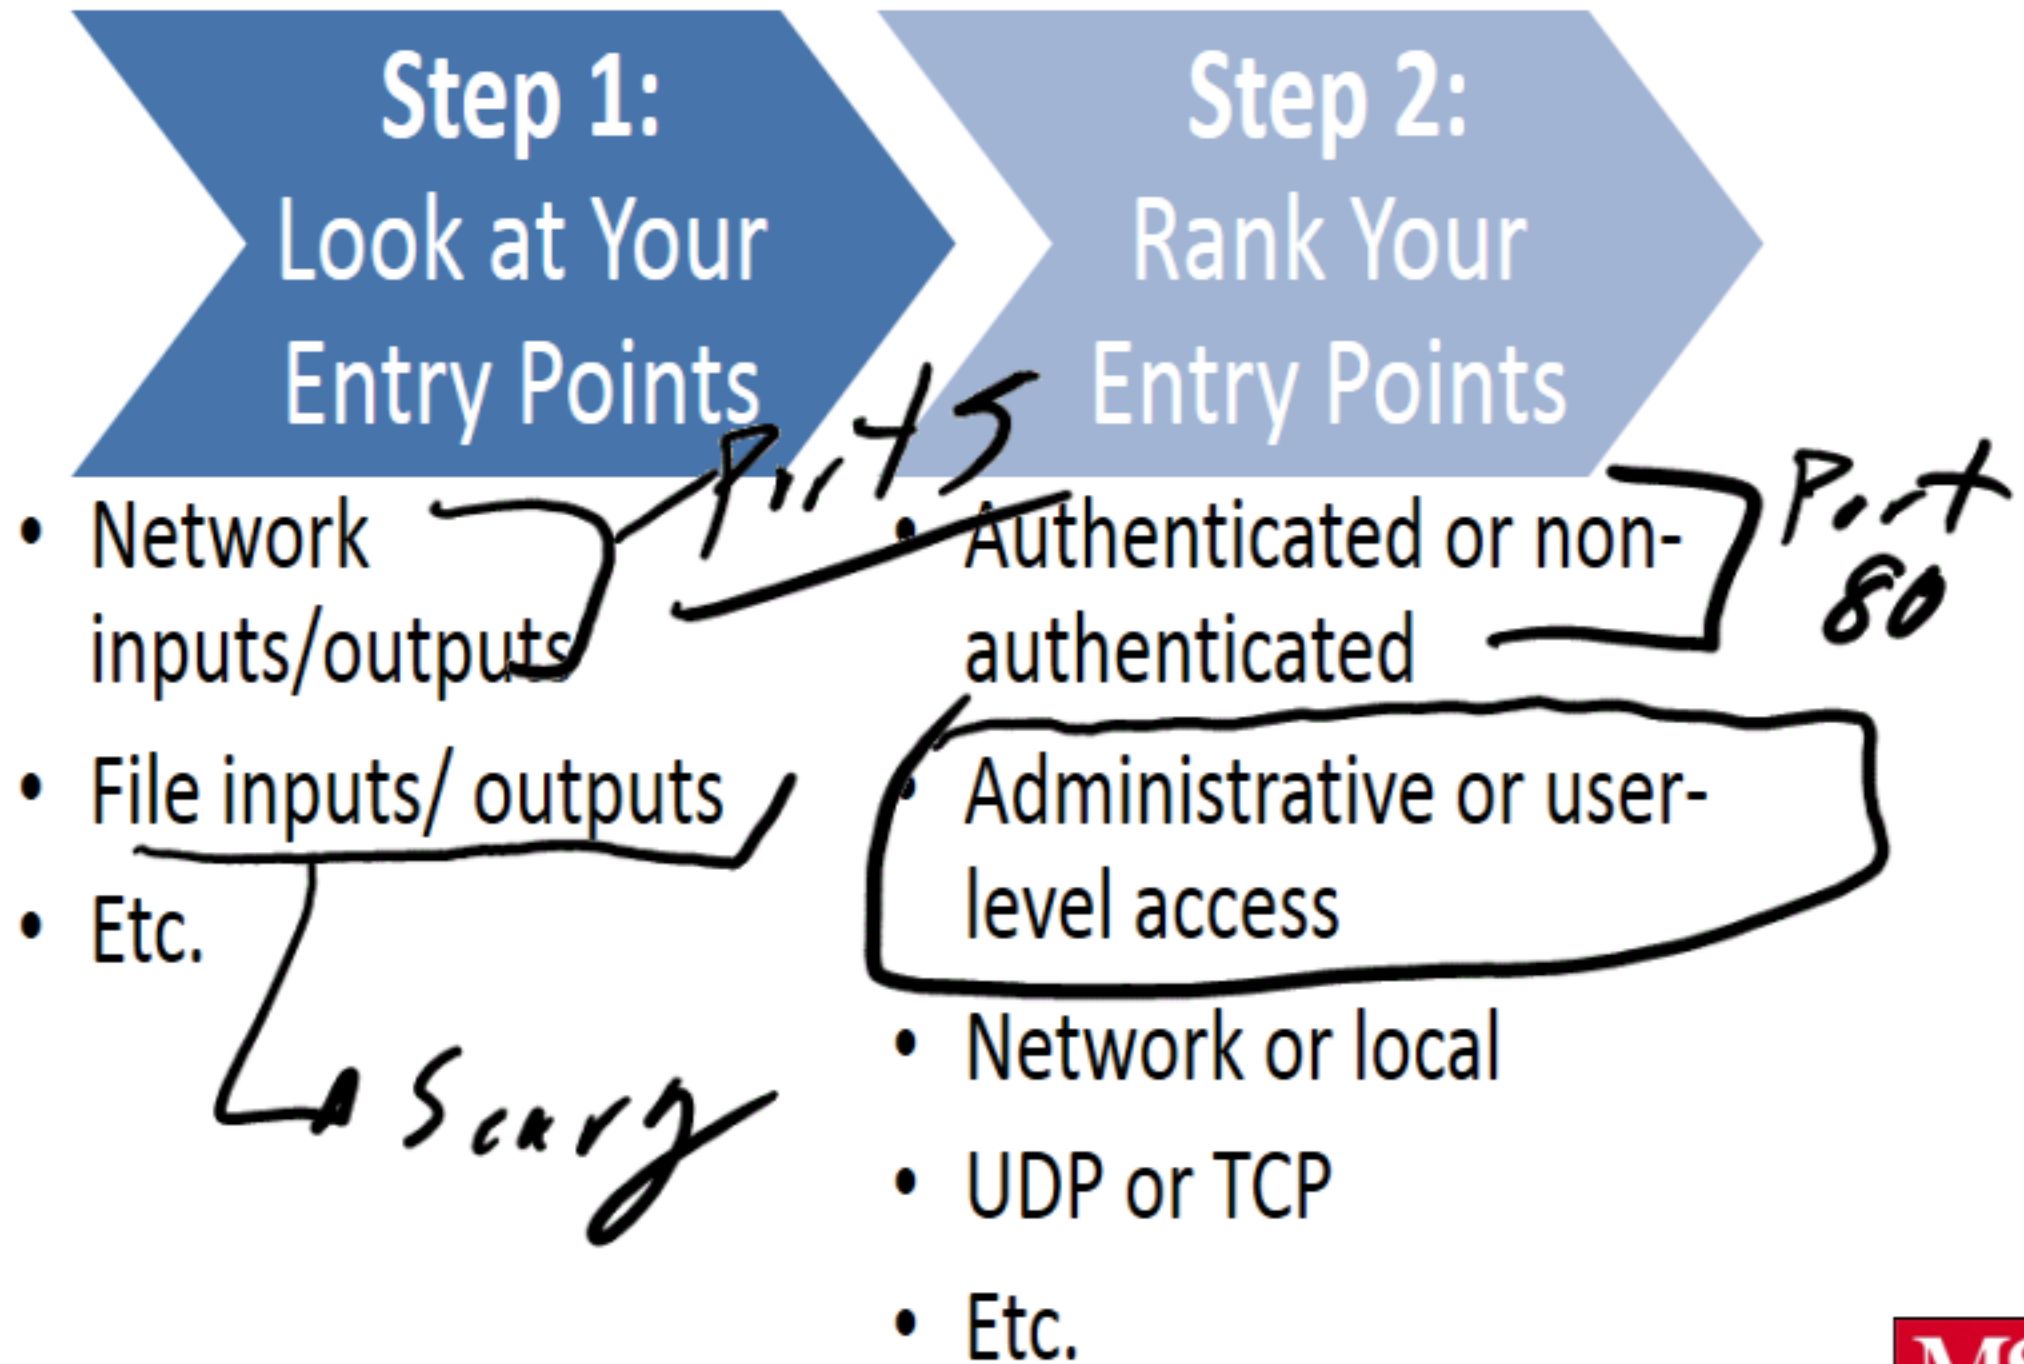 Step 1:
Look at Your
Entry Points
Ports
• Network
inputs/outputs
• File inputs/ outputs
• Etc.
Scary
Step 2:
Rank Your
Entry Points
Port
80
• Authenticated or non-
authenticated
• Administrative or user-
level access
• Network or local
• UDP or TCP
• Etc.